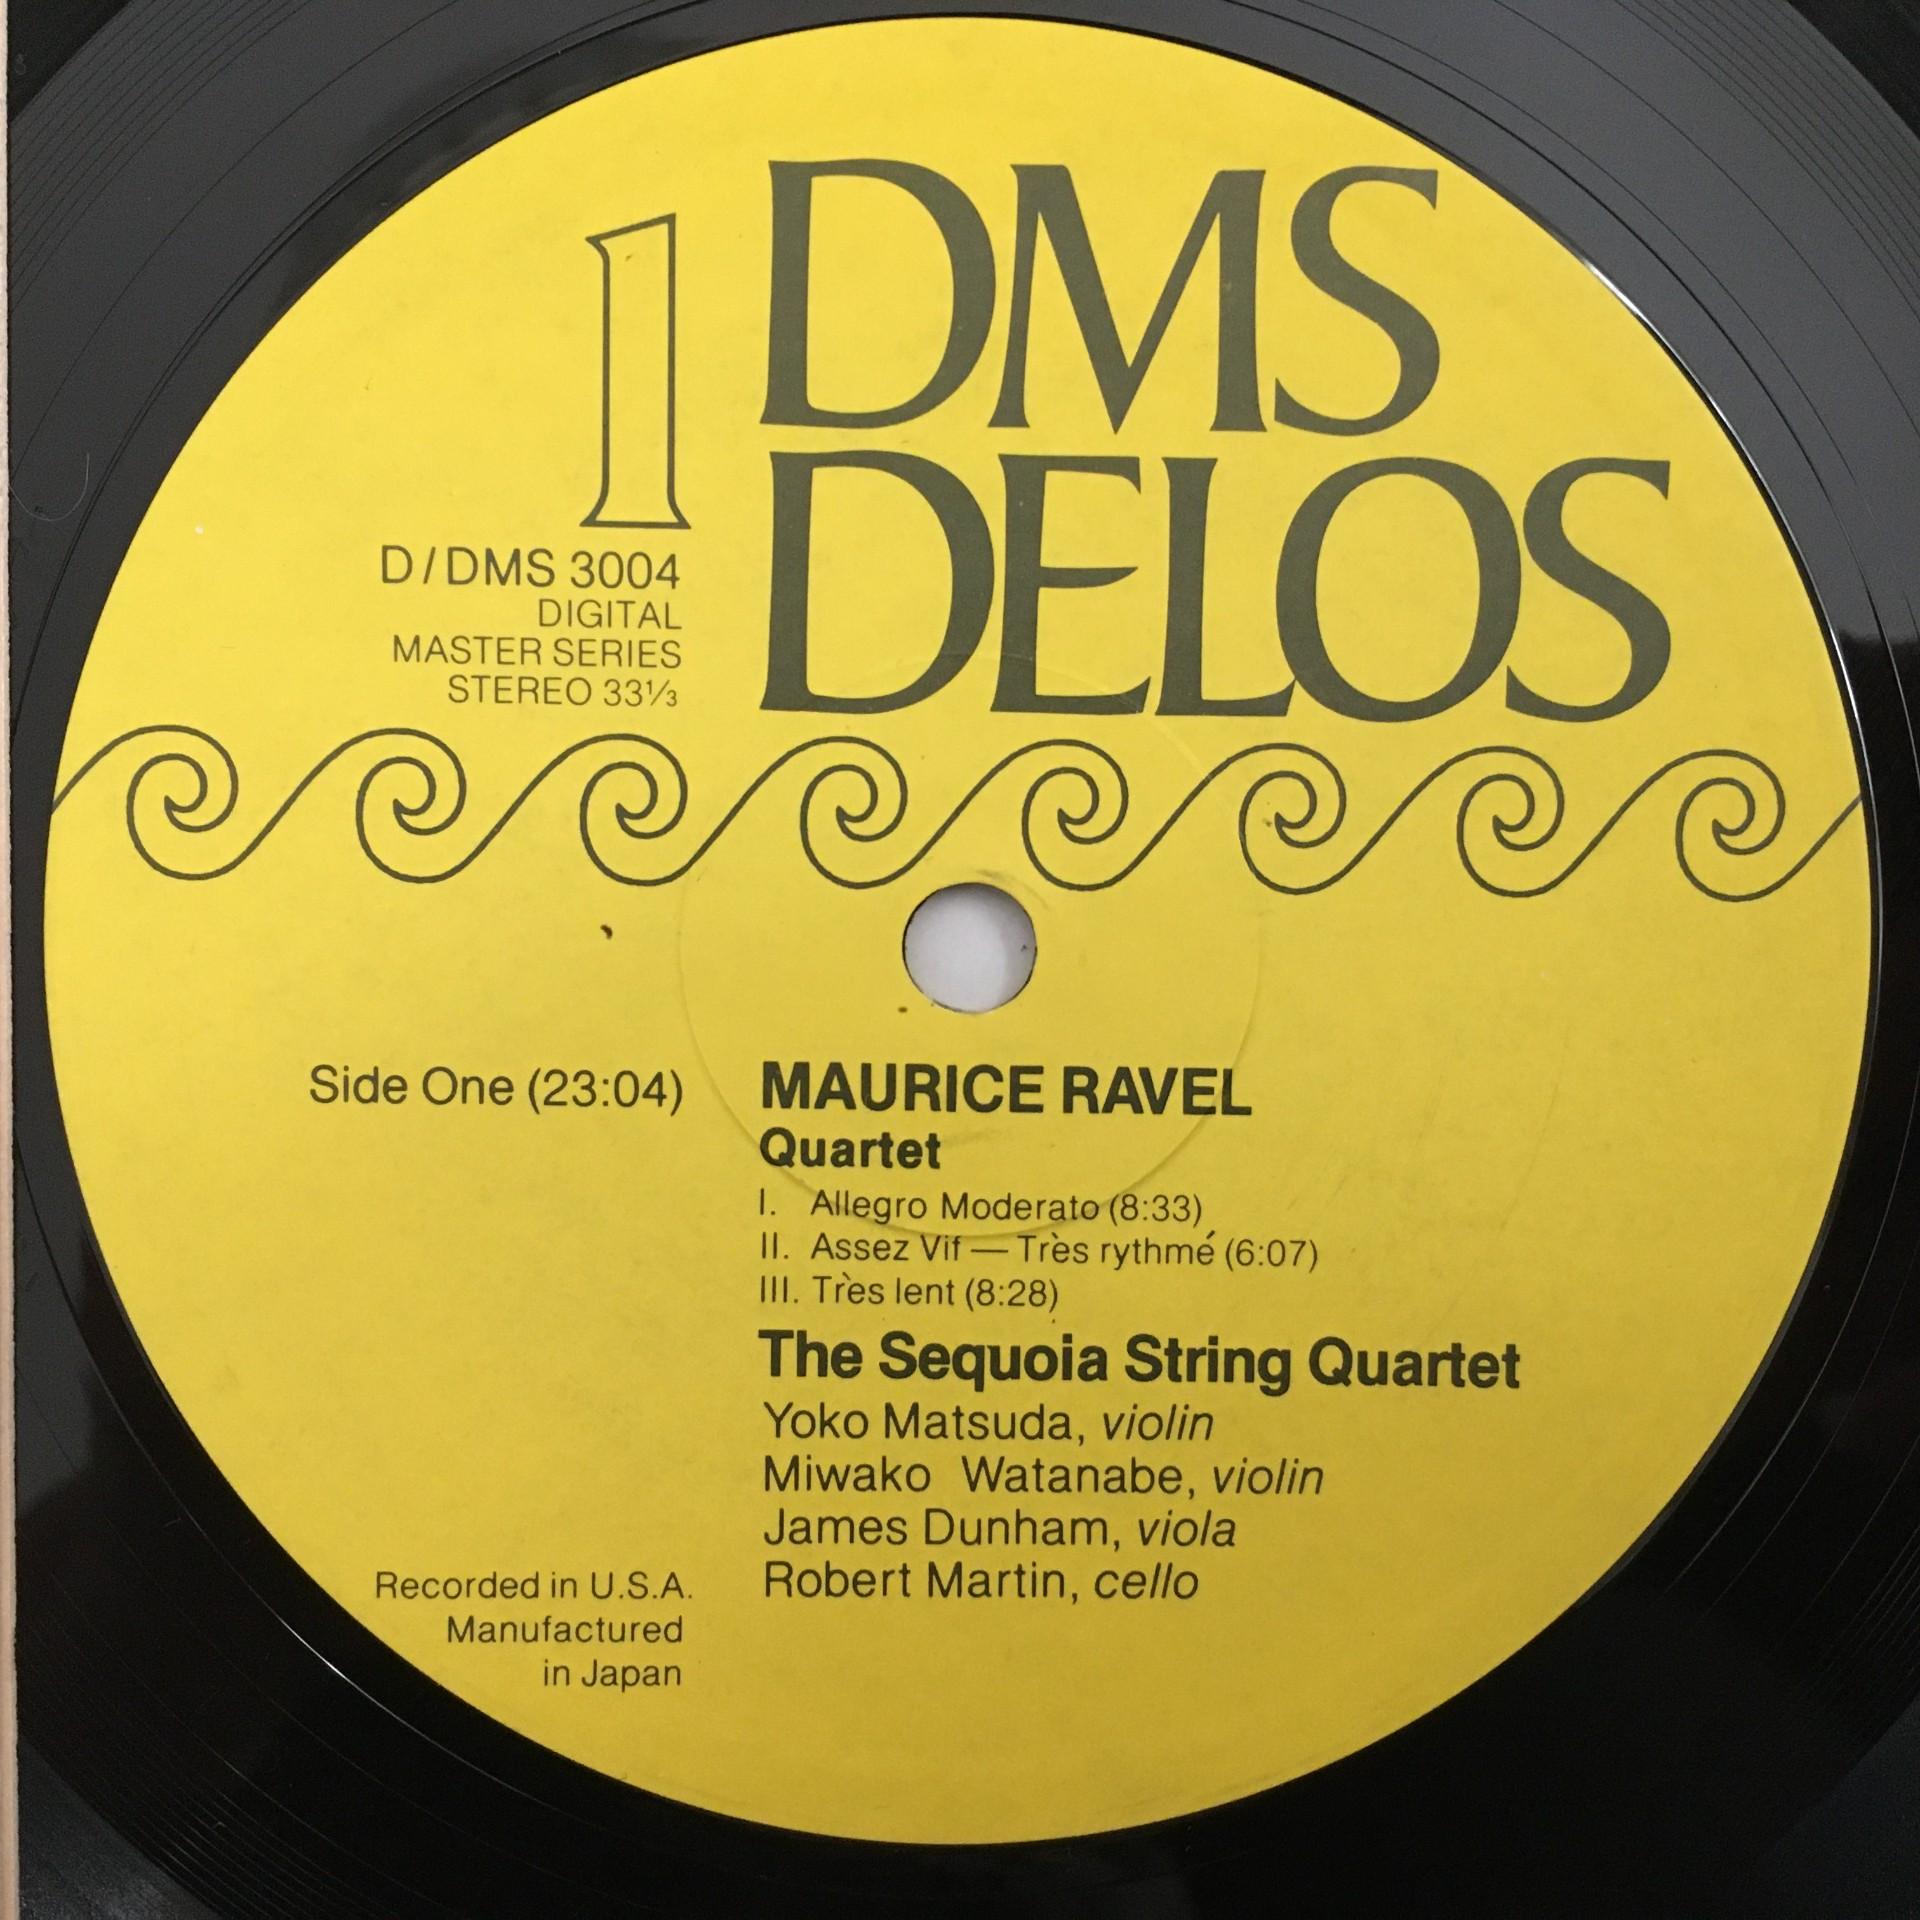 1
DMS
DELOS
D/DMS 3004
DIGITAL
MASTER SERIES
STEREO 33⅓
Side One (23:04)
MAURICE RAVEL
Quartet
I. Allegro Moderato (8:33)
II. Assez Vif — Très rythmé (6:07)
III. Très lent (8:28)
The Sequoia String Quartet
Yoko Matsuda, violin
Miwako Watanabe, violin
James Dunham, viola
Robert Martin, cello
Recorded in U.S.A.
Manufactured
in Japan